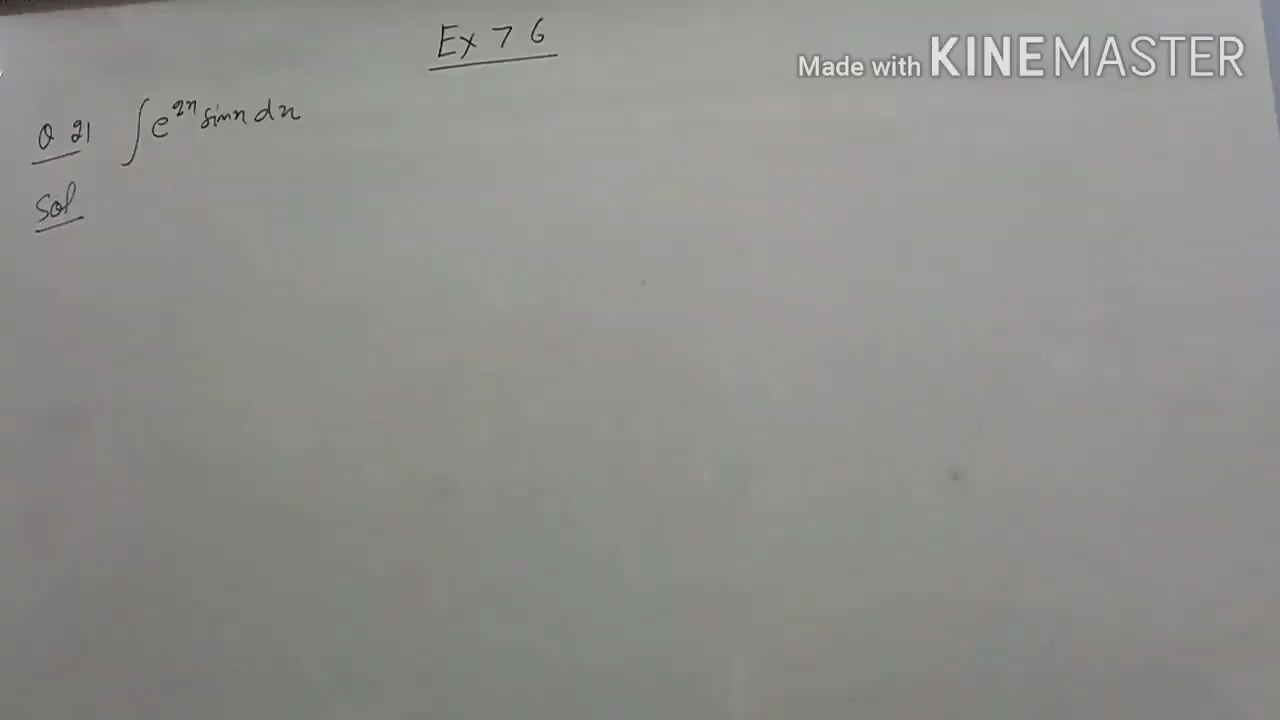 Ex 7 6
Made with KINEMASTER
Q 21 ∫e^{2x} sinx dx
Sol